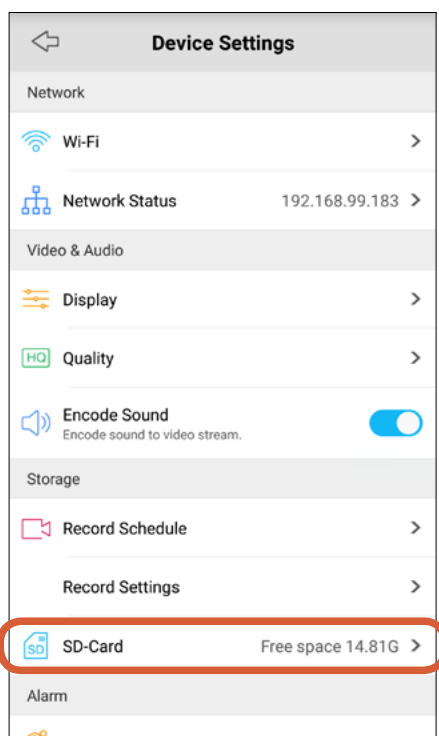 Device Settings
Network
Wi-Fi
Network Status 192.168.99.183
Video & Audio
Display
HQ Quality
Encode Sound
Encode sound to video stream.
Storage
Record Schedule
Record Settings
SD SD-Card Free space 14.81G
Alarm